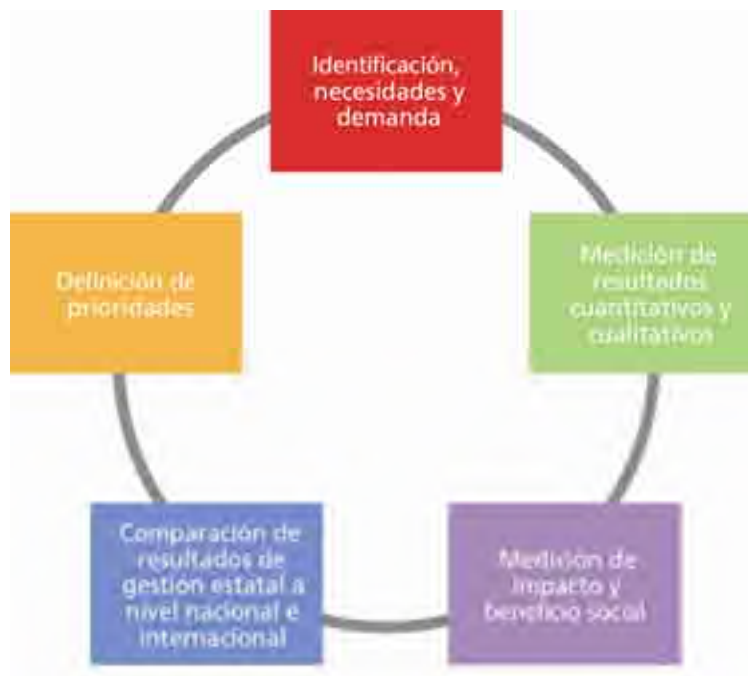 Identificación,
necesidades y
demanda
Medición de
resultados
cuantitativos y
cualitativos
Medición de
impacto y
beneficio social
Comparación de
resultados de
gestión estatal a
nivel nacional e
internacional
Definición de
prioridades